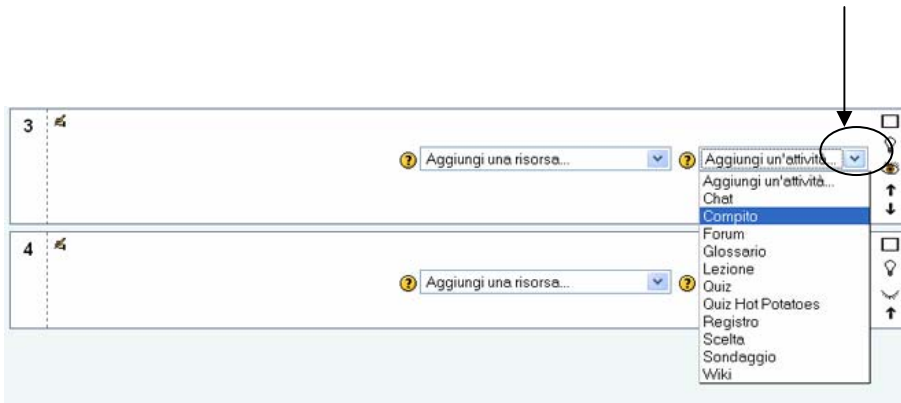 3
Aggiungi una risorsa...
Aggiungi un'attività...
Aggiungi un'attività...
Chat
Compito
Forum
Glossario
Lezione
Quiz
Quiz Hot Potatoes
Registro
Scelta
Sondaggio
Wiki
4
Aggiungi una risorsa...